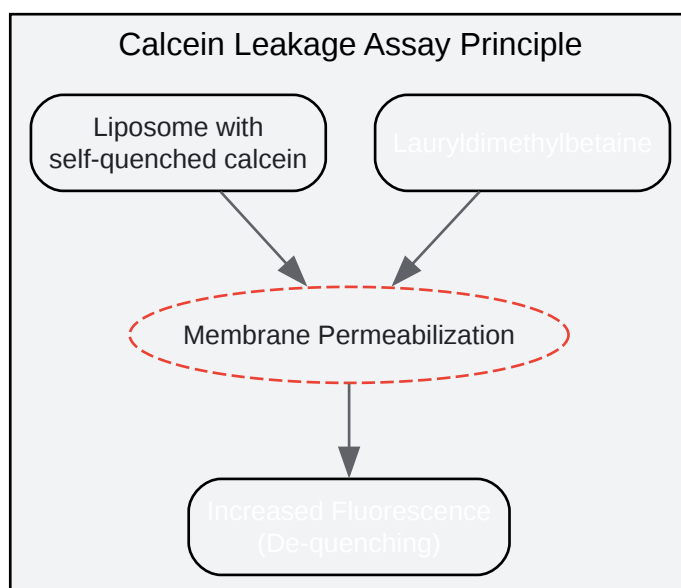 Calcein Leakage Assay Principle
Liposome with
self-quenched calcein
Lauryldimethylbetaine
Membrane Permeabilization
Increased Fluorescence
(De-quenching)